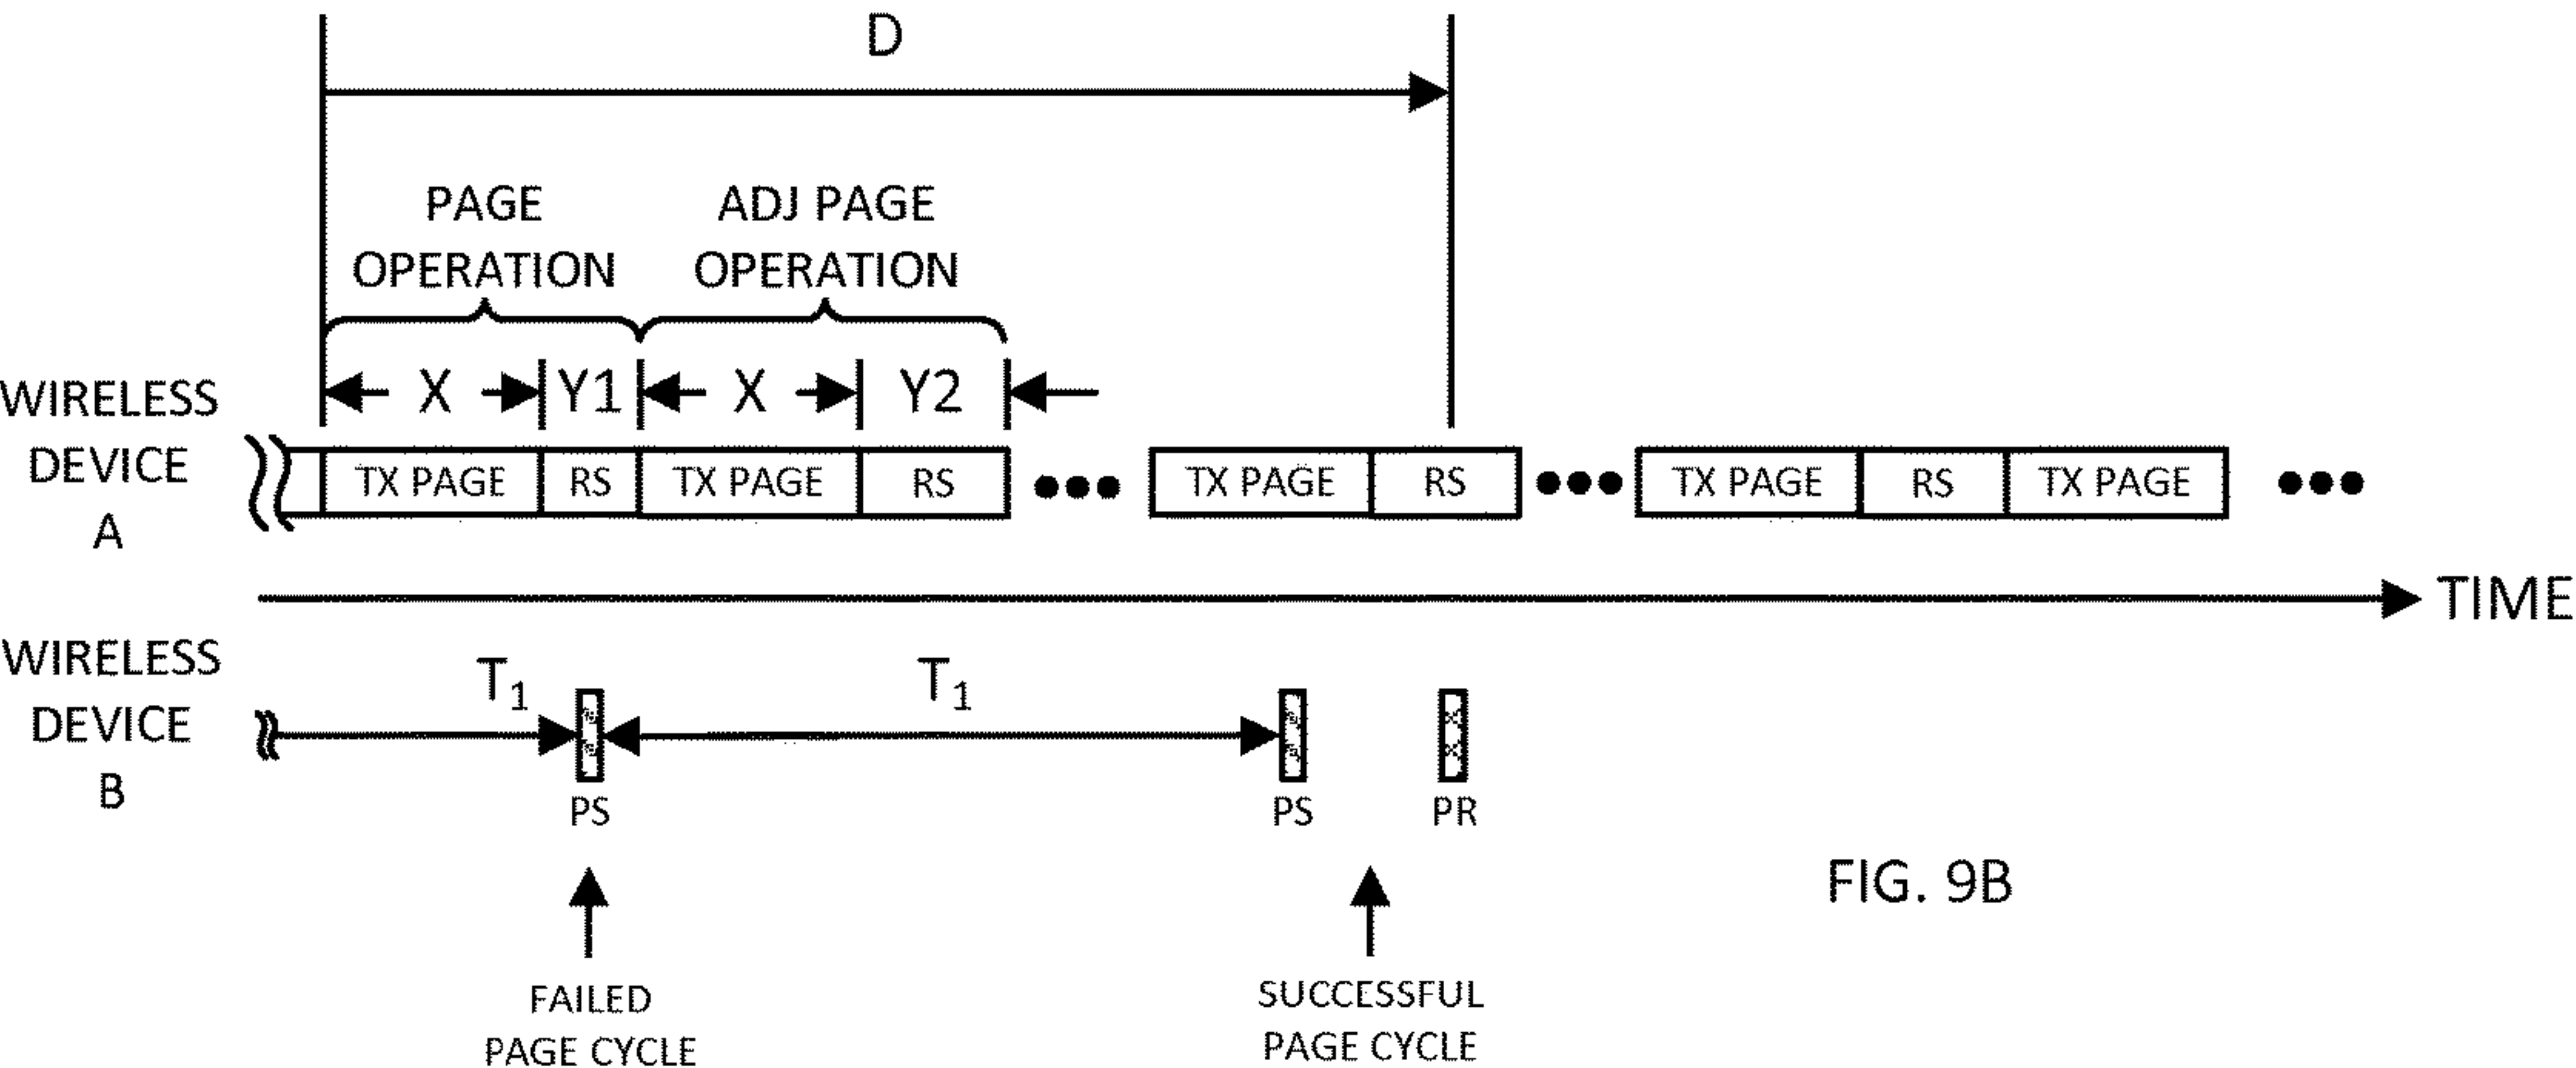 D
PAGE
OPERATION
ADJ PAGE
OPERATION
X Y1 X Y2
WIRELESS
DEVICE
A
TX PAGE RS TX PAGE RS ●●● TX PAGE RS ●●● TX PAGE RS TX PAGE ●●●
TIME
WIRELESS
DEVICE
B
T1 T1
PS PS PR
FAILED
PAGE CYCLE
SUCCESSFUL
PAGE CYCLE
FIG. 9B